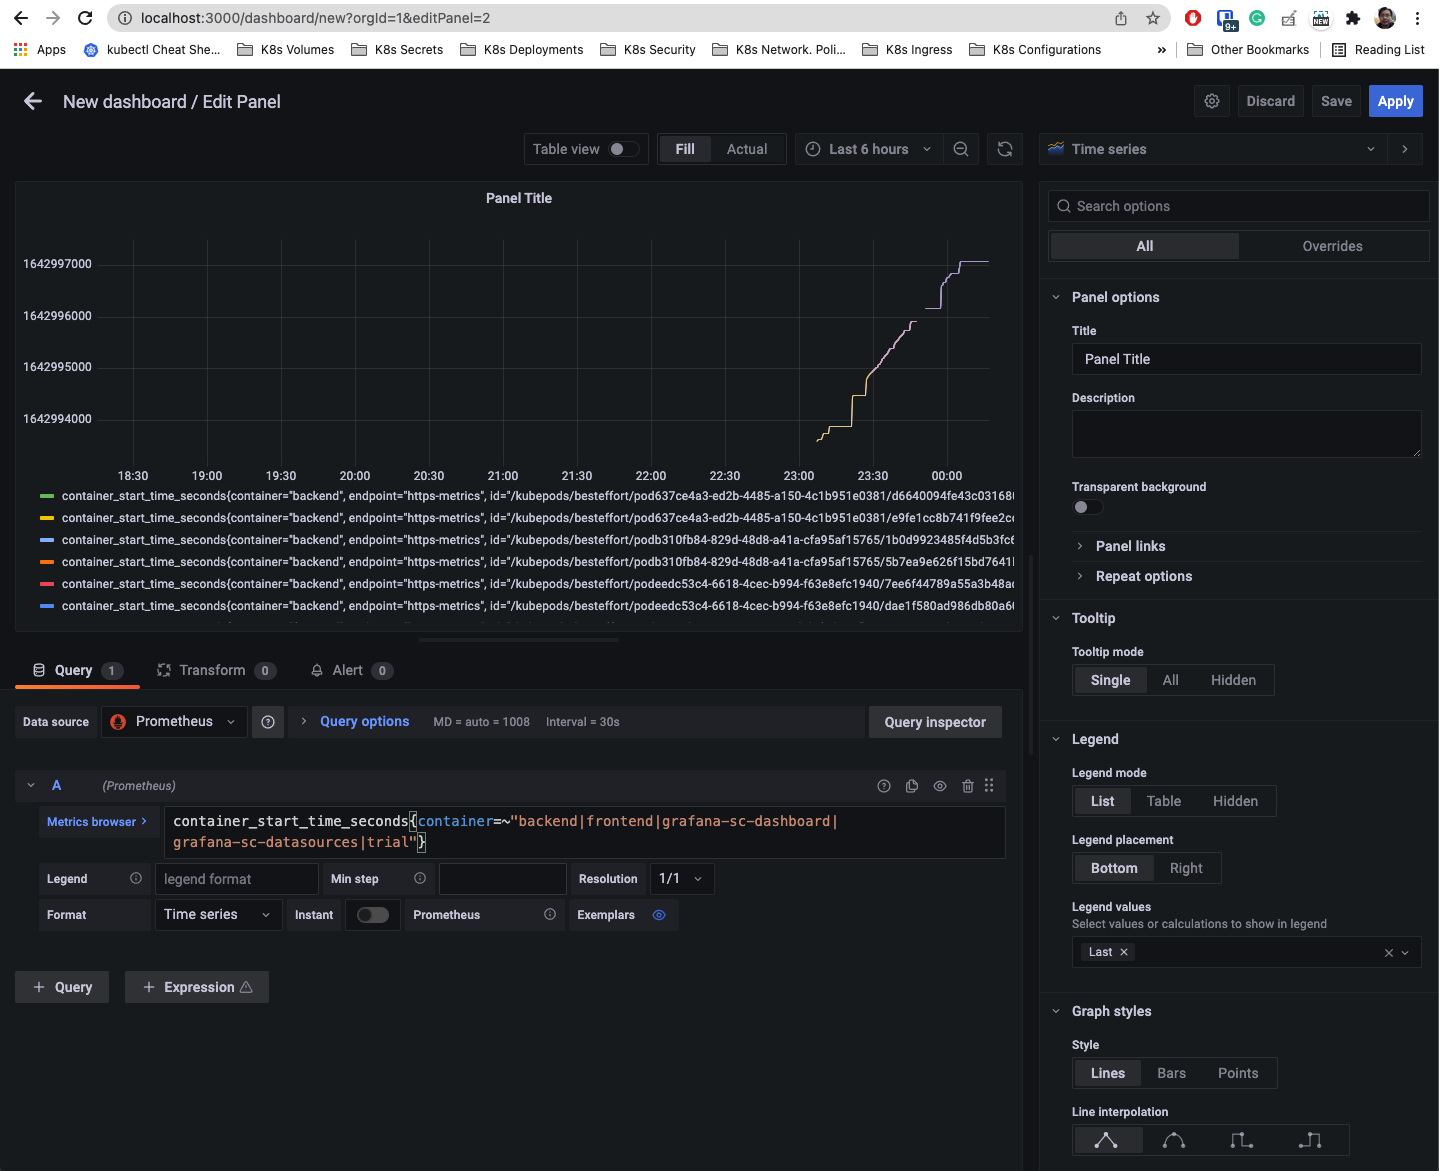 localhost:3000/dashboard/new?orgId=1&editPanel=2
9+
NEW
Apps
kubectl Cheat She...
K8s Volumes
K8s Secrets
K8s Deployments
K8s Security
K8s Network. Poli...
K8s Ingress
K8s Configurations
»
Other Bookmarks
Reading List
New dashboard / Edit Panel
Discard
Save
Apply
Table view
Fill
Actual
Last 6 hours
Time series
Panel Title
1642997000
1642996000
1642995000
1642994000
18:30 19:00 20:00 19:30 20:30 21:00 21:30 22:00 22:30 23:00 23:30 00:00
container_start_time_seconds{container="backend", endpoint="https-metrics", id="/kubepods/besteffort/pod637ce4a3-ed2b-4485-a150-4c1b951e0381/d6640094fe43c031680
container_start_time_seconds{container="backend", endpoint="https-metrics", id="/kubepods/besteffort/pod637ce4a3-ed2b-4485-a150-4c1b951e0381/e9fe1cc8b741f9fee2cc
container_start_time_seconds{container="backend", endpoint="https-metrics", id="/kubepods/besteffort/podb310fb84-829d-48d8-a41a-cfa95af15765/1b0d9923485f4d5b3fc6
container_start_time_seconds{container="backend", endpoint="https-metrics", id="/kubepods/besteffort/podb310fb84-829d-48d8-a41a-cfa95af15765/5b7ea9e626f15bd7641
container_start_time_seconds{container="backend", endpoint="https-metrics", id="/kubepods/besteffort/podeedc53c4-6618-4cec-b994-f63e8efc1940/7ee6f44789a55a3b48a
container_start_time_seconds{container="backend", endpoint="https-metrics", id="/kubepods/besteffort/podeedc53c4-6618-4cec-b994-f63e8efc1940/dae1f580ad986db80a60
Query 1
Transform 0
Alert 0
Data source
Prometheus
Query options
MD = auto = 1008
Interval = 30s
Query inspector
A
(Prometheus)
Metrics browser >
container_start_time_seconds{container=~"backend|frontend|grafana-sc-dashboard|
grafana-sc-datasources|trial"}
Legend
legend format
Min step
Resolution
1/1
Format
Time series
Instant
Prometheus
Exemplars
+ Query
+ Expression
Search options
All
Overrides
Panel options
Title
Panel Title
Description
Transparent background
Panel links
Repeat options
Tooltip
Tooltip mode
Single
All
Hidden
Legend
Legend mode
List
Table
Hidden
Legend placement
Bottom
Right
Legend values
Select values or calculations to show in legend
Last
Graph styles
Style
Lines
Bars
Points
Line interpolation